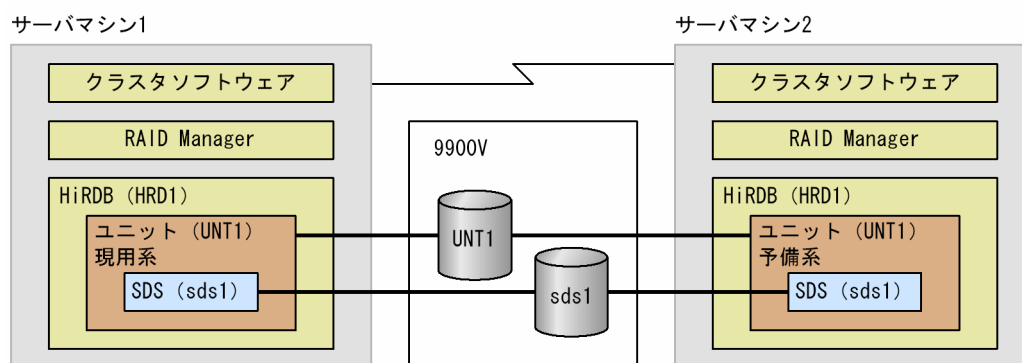 サーバマシン1
クラスタソフトウェア
RAID Manager
HiRDB (HRD1)
ユニット (UNT1)
現用系
SDS (sds1)
9900V
UNT1
sds1
サーバマシン2
クラスタソフトウェア
RAID Manager
HiRDB (HRD1)
ユニット (UNT1)
予備系
SDS (sds1)